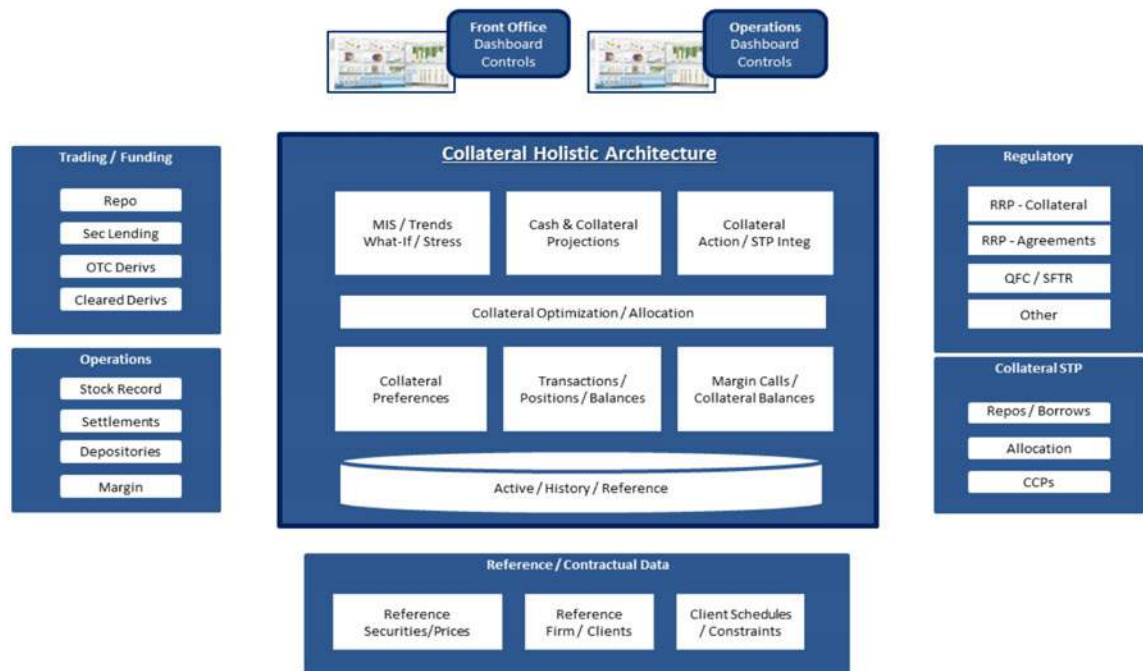 Front Office
Dashboard
Controls
Operations
Dashboard
Controls
Trading / Funding
Repo
Sec Lending
OTC Derivs
Cleared Derivs
Operations
Stock Record
Settlements
Depositories
Margin
Collateral Holistic Architecture
MIS / Trends
What-If / Stress
Cash & Collateral
Projections
Collateral
Action / STP Integ
Collateral Optimization / Allocation
Collateral
Preferences
Transactions /
Positions / Balances
Margin Calls /
Collateral Balances
Active / History / Reference
Regulatory
RRP - Collateral
RRP - Agreements
QFC / SFTR
Other
Collateral STP
Repos / Borrows
Allocation
CCPs
Reference / Contractual Data
Reference
Securities/Prices
Reference
Firm / Clients
Client Schedules
/ Constraints